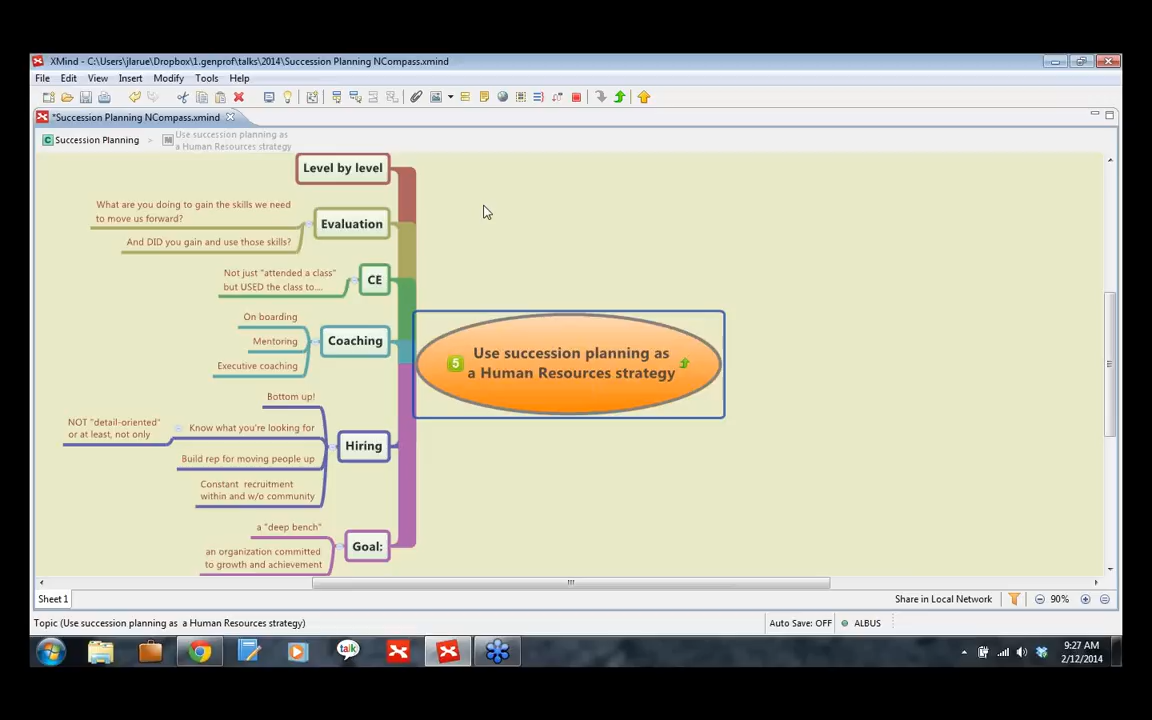 XMind - C:\Users\jlarue\Dropbox\1.genprof\talks\2014\Succession Planning NCompass.xmind
File Edit View Insert Modify Tools Help
*Succession Planning NCompass.xmind
Succession Planning > Use succession planning as
a Human Resources strategy
Level by level
What are you doing to gain the skills we need
to move us forward?
Evaluation
And DID you gain and use those skills?
Not just "attended a class"
but USED the class to....
CE
On boarding
Mentoring
Coaching
Executive coaching
5 Use succession planning as
a Human Resources strategy
Bottom up!
NOT "detail-oriented"
or at least, not only
Know what you're looking for
Hiring
Build rep for moving people up
Constant recruitment
within and w/o community
a "deep bench"
Goal:
an organization committed
to growth and achievement
Sheet 1
Share in Local Network 90%
Topic (Use succession planning as a Human Resources strategy)
Auto Save: OFF ALBUS
talk
9:27 AM
2/12/2014